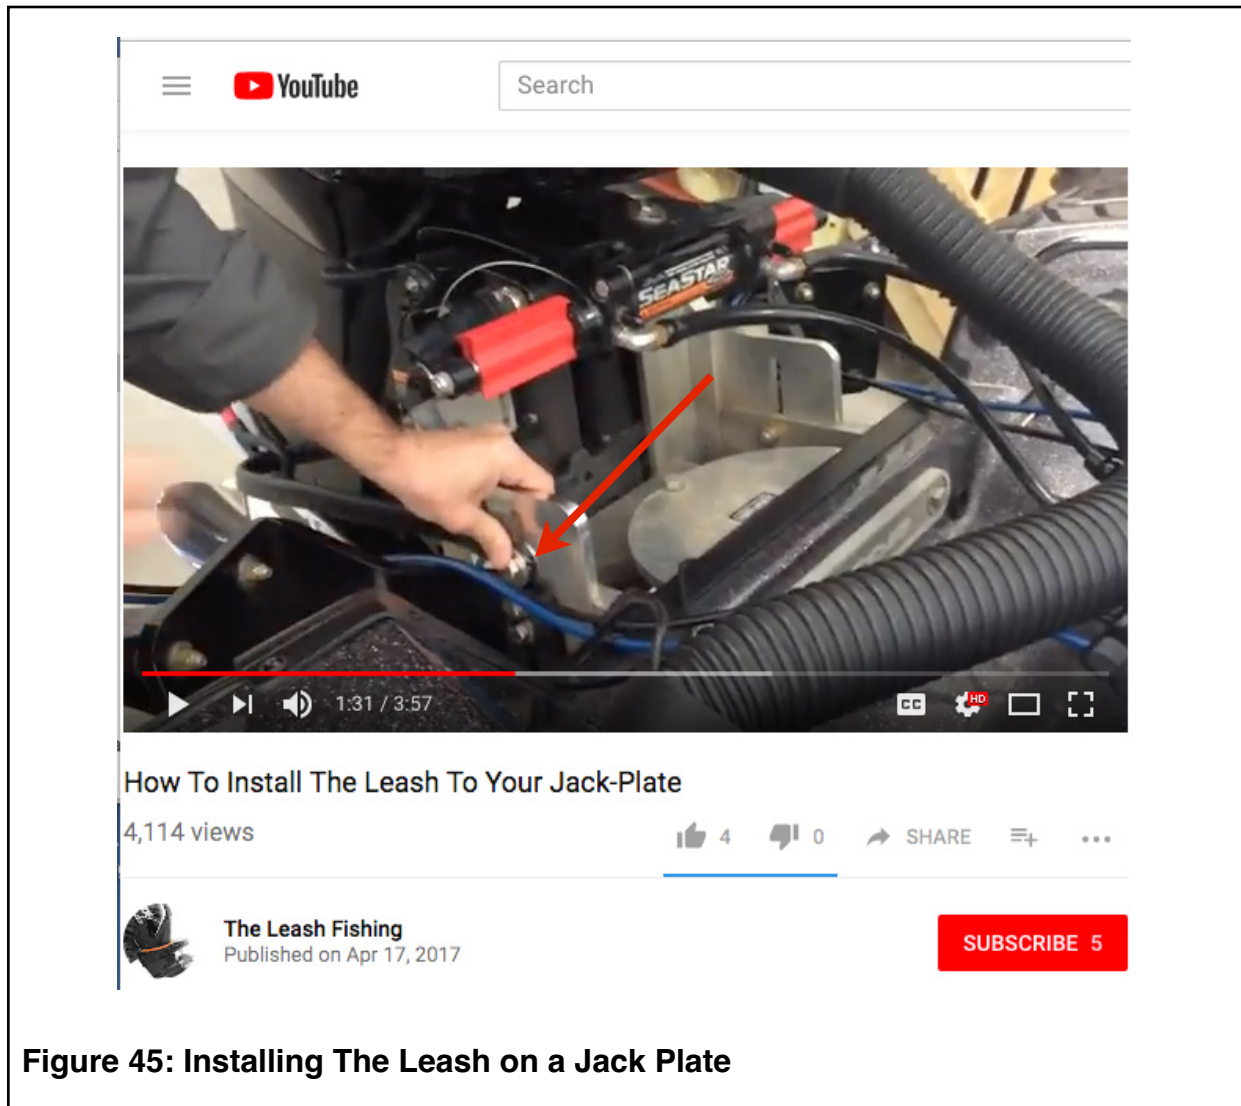 YouTube
Search
SEASTAR
1:31 / 3:57
CC
HD
How To Install The Leash To Your Jack-Plate
4,114 views
4
0
SHARE
The Leash Fishing
Published on Apr 17, 2017
SUBSCRIBE 5
Figure 45: Installing The Leash on a Jack Plate